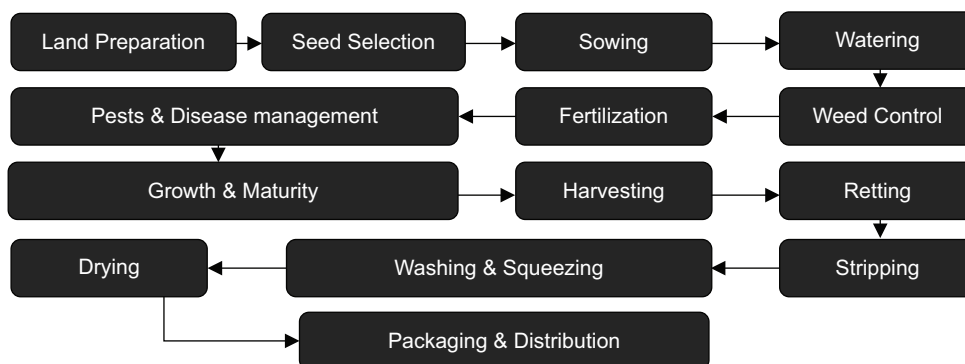 Land Preparation
Seed Selection
Sowing
Watering
Weed Control
Fertilization
Pests & Disease management
Growth & Maturity
Harvesting
Retting
Stripping
Washing & Squeezing
Drying
Packaging & Distribution